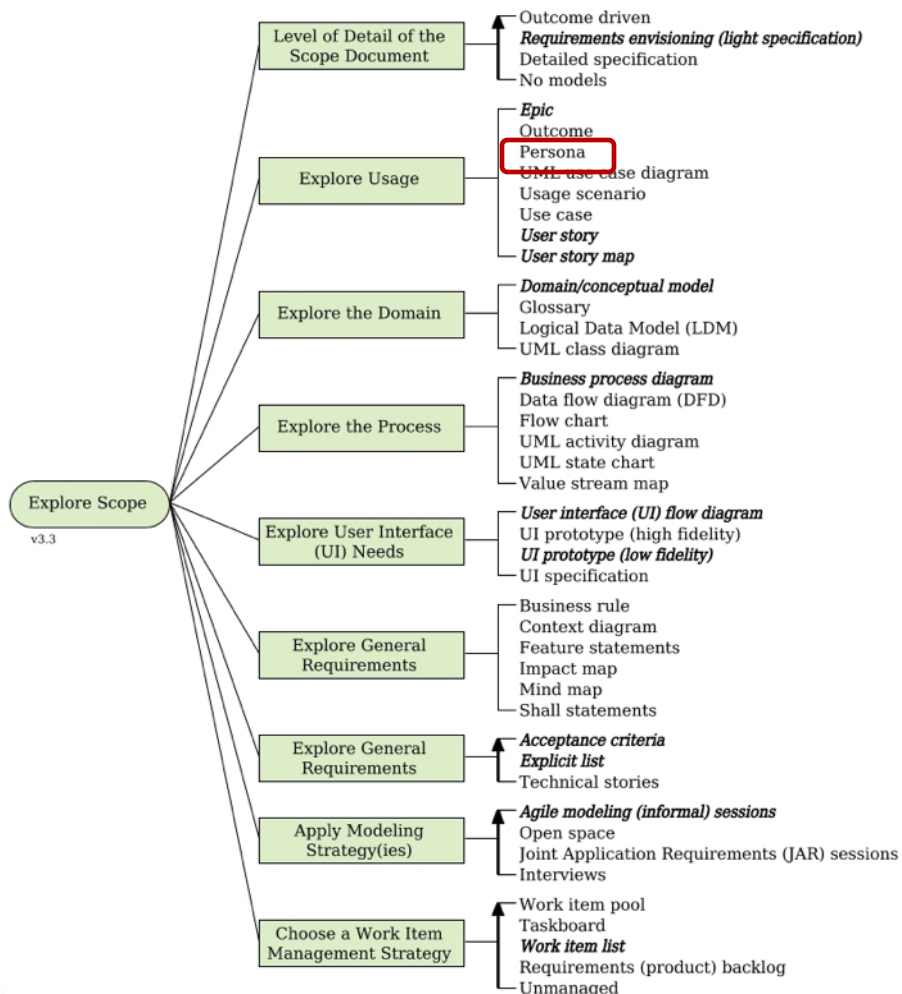 Level of Detail of the
Scope Document
Outcome driven
Requirements envisioning (light specification)
Detailed specification
No models
Explore Usage
Epic
Outcome
Persona
UML use case diagram
Usage scenario
Use case
User story
User story map
Explore the Domain
Domain/conceptual model
Glossary
Logical Data Model (LDM)
UML class diagram
Explore the Process
Business process diagram
Data flow diagram (DFD)
Flow chart
UML activity diagram
UML state chart
Value stream map
Explore Scope
v3.3
Explore User Interface
(UI) Needs
User interface (UI) flow diagram
UI prototype (high fidelity)
UI prototype (low fidelity)
UI specification
Explore General
Requirements
Business rule
Context diagram
Feature statements
Impact map
Mind map
Shall statements
Explore General
Requirements
Acceptance criteria
Explicit list
Technical stories
Apply Modeling
Strategy(ies)
Agile modeling (informal) sessions
Open space
Joint Application Requirements (JAR) sessions
Interviews
Choose a Work Item
Management Strategy
Work item pool
Taskboard
Work item list
Requirements (product) backlog
Unmanaged